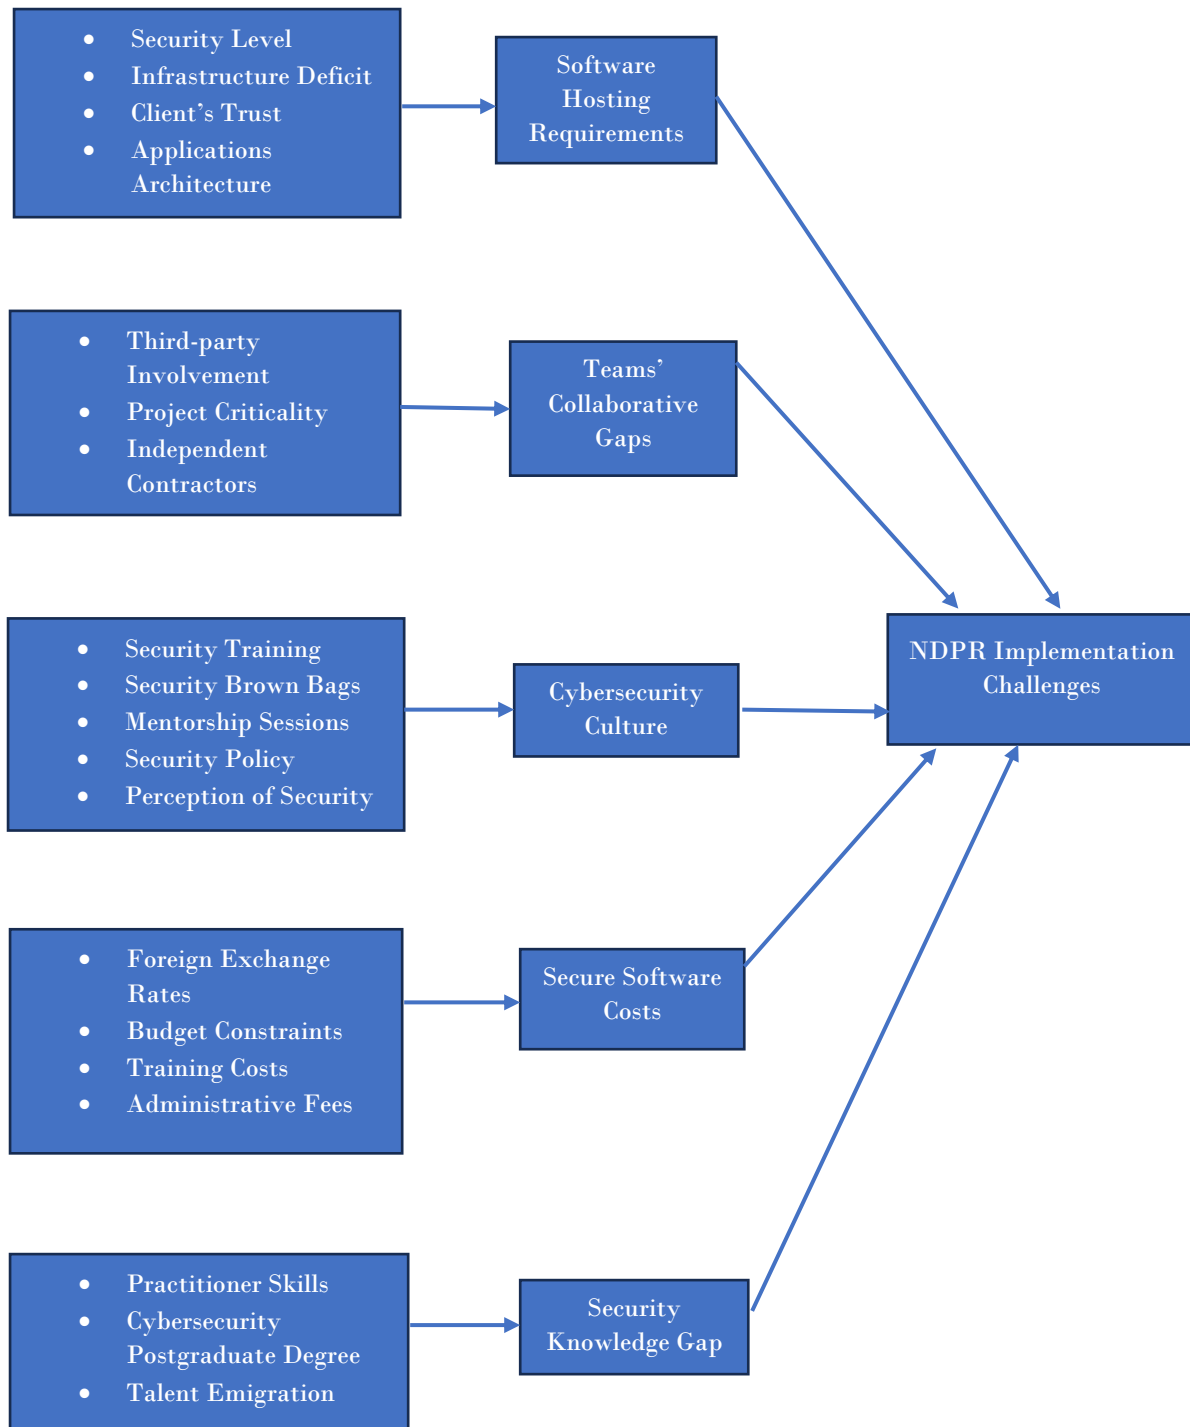 • Security Level
• Infrastructure Deficit
• Client’s Trust
• Applications
Architecture
Software
Hosting
Requirements
• Third-party
Involvement
• Project Criticality
• Independent
Contractors
Teams’
Collaborative
Gaps
• Security Training
• Security Brown Bags
• Mentorship Sessions
• Security Policy
• Perception of Security
Cybersecurity
Culture
NDPR Implementation
Challenges
• Foreign Exchange
Rates
• Budget Constraints
• Training Costs
• Administrative Fees
Secure Software
Costs
• Practitioner Skills
• Cybersecurity
Postgraduate Degree
• Talent Emigration
Security
Knowledge Gap